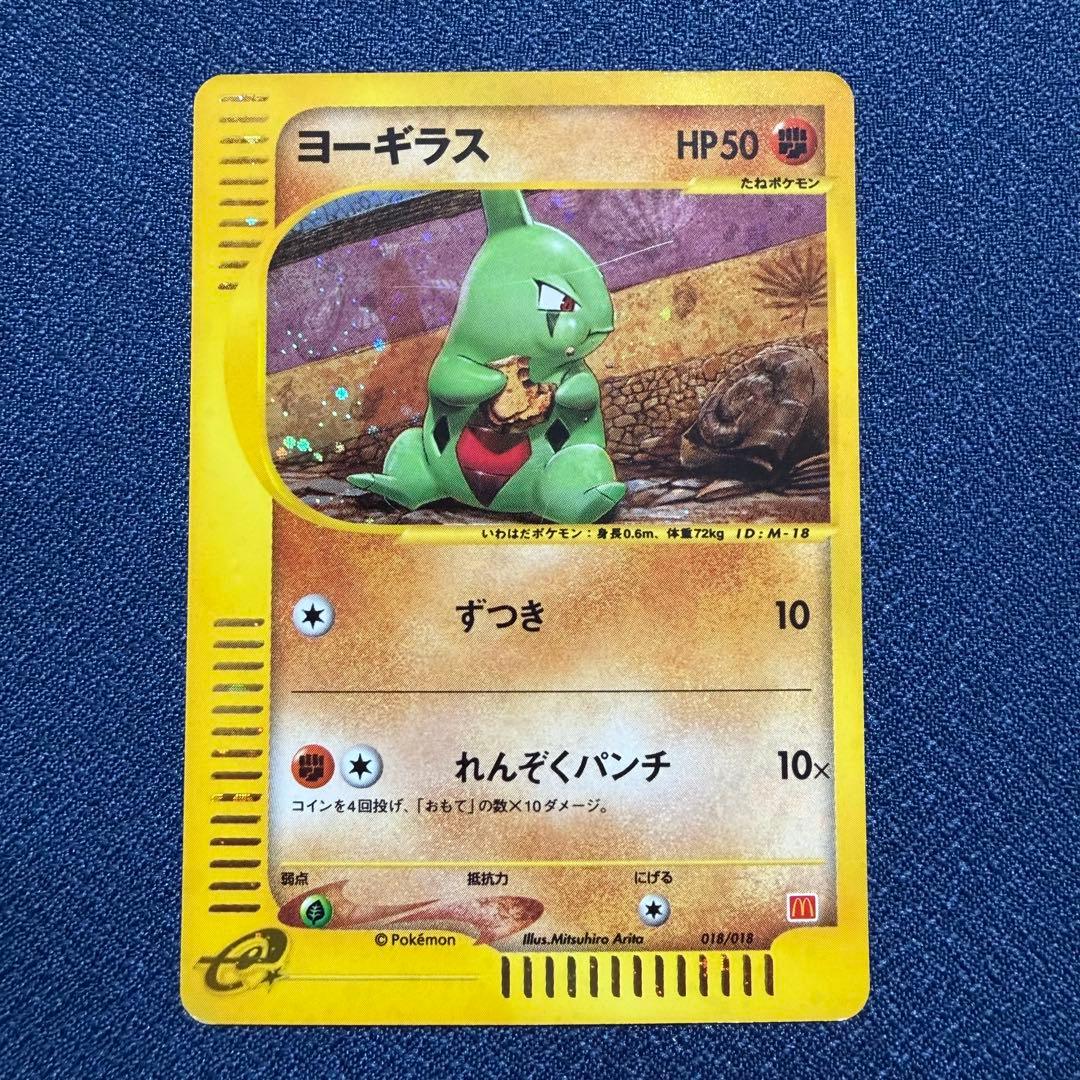 ヨーギラス HP50
たねポケモン
いわはだポケモン：身長0.6m、体重72kg ID:M-18
ずつき 10
れんぞくパンチ 10×
コインを4回投げ、「おもて」の数×10ダメージ。
弱点 抵抗力 にげる
©Pokémon Illus.Mitsuhiro Arita 018/018
e